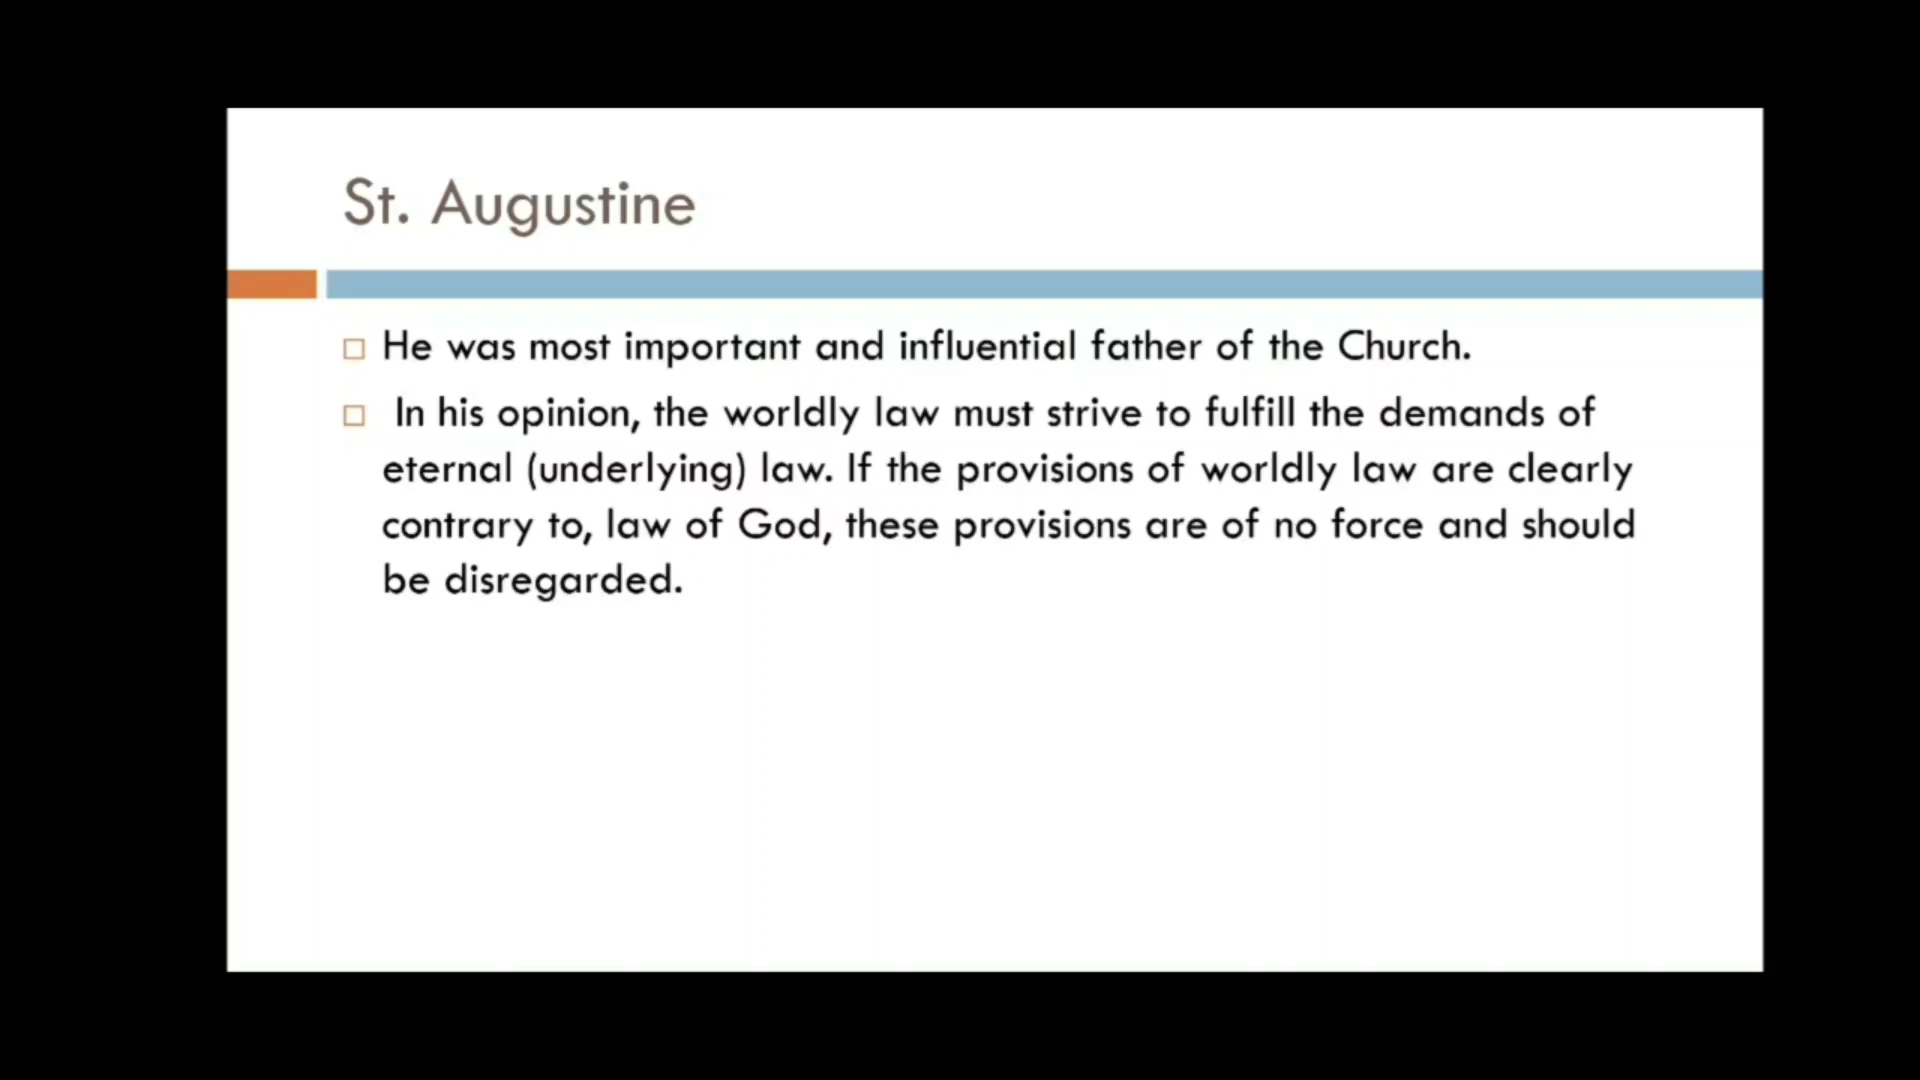 St. Augustine
He was most important and influential father of the Church.
In his opinion, the worldly law must strive to fulfill the demands of
eternal (underlying) law. If the provisions of worldly law are clearly
contrary to, law of God, these provisions are of no force and should
be disregarded.